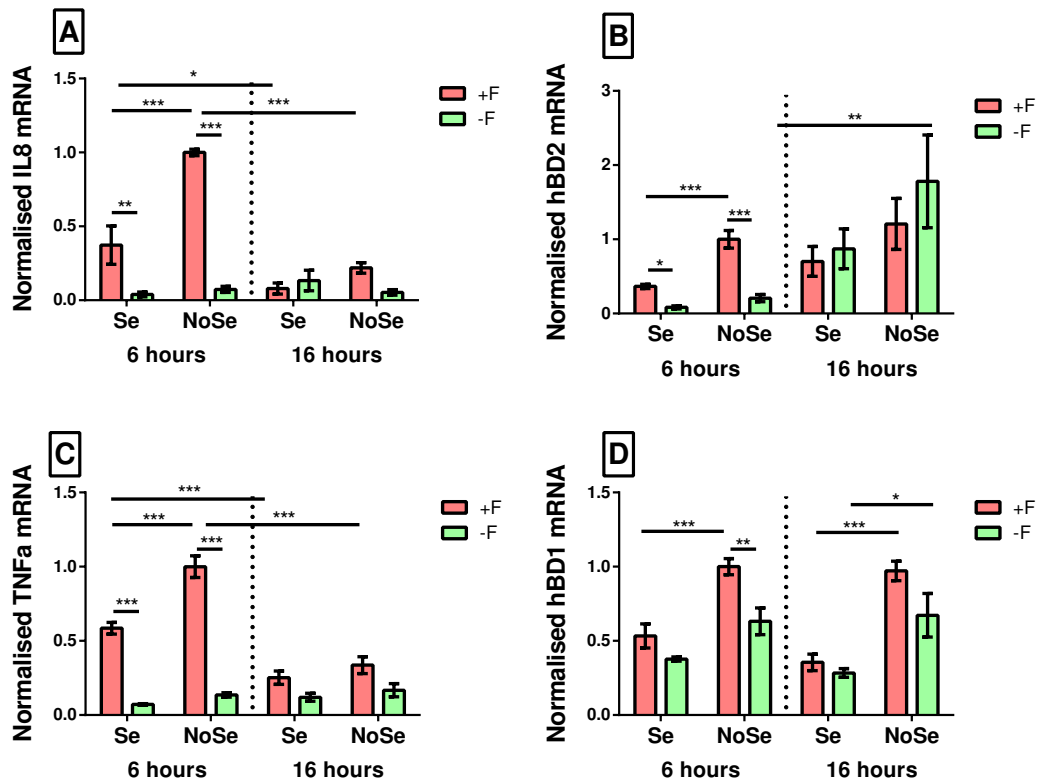 A
Normalised IL8 mRNA
1.5
1.0
0.5
0.0
*
***
***
***
**
+F
-F
Se NoSe Se NoSe
6 hours 16 hours
B
Normalised hBD2 mRNA
3
2
1
0
**
***
***
*
+F
-F
Se NoSe Se NoSe
6 hours 16 hours
C
Normalised TNFa mRNA
1.5
1.0
0.5
0.0
***
***
***
***
***
+F
-F
Se NoSe Se NoSe
6 hours 16 hours
D
Normalised hBD1 mRNA
1.5
1.0
0.5
0.0
*
***
***
**
+F
-F
Se NoSe Se NoSe
6 hours 16 hours